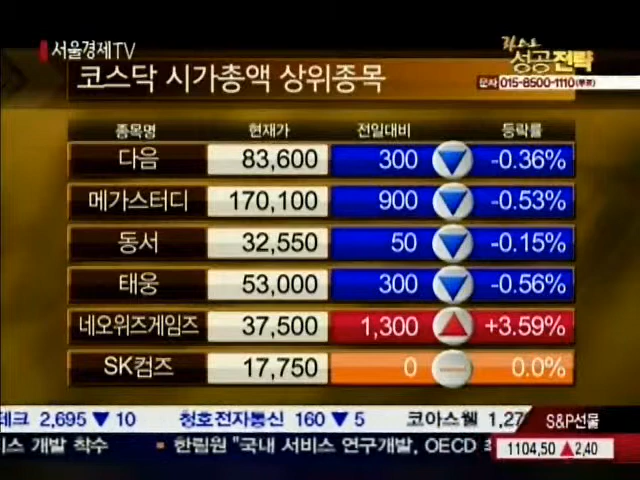 서울경제TV
성공전략
문자 015-8500-1110 (무료)
코스닥 시가총액 상위종목
종목명 현재가 전일대비 등락률
다음 83,600 300 ▼ -0.36%
메가스터디 170,100 900 ▼ -0.53%
동서 32,550 50 ▼ -0.15%
태웅 53,000 300 ▼ -0.56%
네오위즈게임즈 37,500 1,300 ▲ +3.59%
SK컴즈 17,750 0 － 0.0%
테크 2,695 ▼ 10 청호전자통신 160 ▼ 5 코아스웰 1,27
S&P선물
스 개발 착수 ▪ 한림원 "국내 서비스 연구개발, OECD
1104,50 ▲2,40